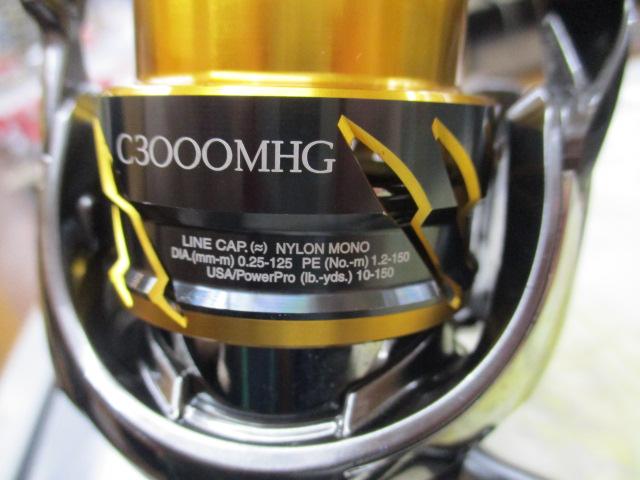 C3000MHG
LINE CAP.(≈) NYLON MONO
DIA.(mm-m) 0.25-125 PE (No.-m) 1.2-150
USA/PowerPro (lb.-yds.) 10-150